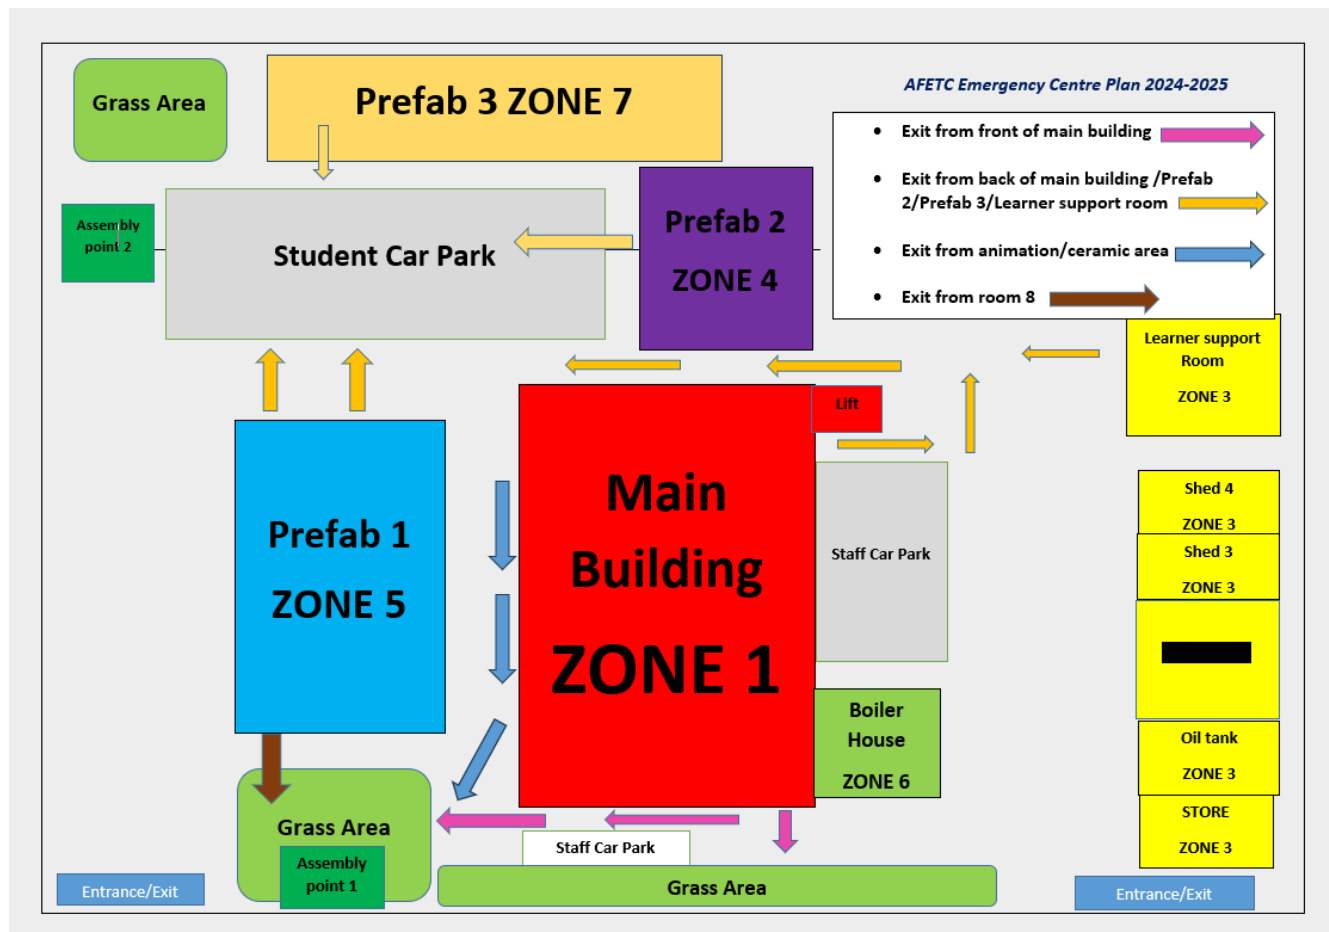 Grass Area
Prefab 3 ZONE 7
AFETC Emergency Centre Plan 2024-2025
• Exit from front of main building
• Exit from back of main building /Prefab
2/Prefab 3/Learner support room
• Exit from animation/ceramic area
• Exit from room 8
Assembly
point 2
Student Car Park
Prefab 2
ZONE 4
Learner support
Room
ZONE 3
Lift
Prefab 1
ZONE 5
Main
Building
ZONE 1
Staff Car Park
Shed 4
ZONE 3
Shed 3
ZONE 3
Boiler
House
ZONE 6
Oil tank
ZONE 3
STORE
ZONE 3
Grass Area
Assembly
point 1
Staff Car Park
Grass Area
Entrance/Exit
Entrance/Exit